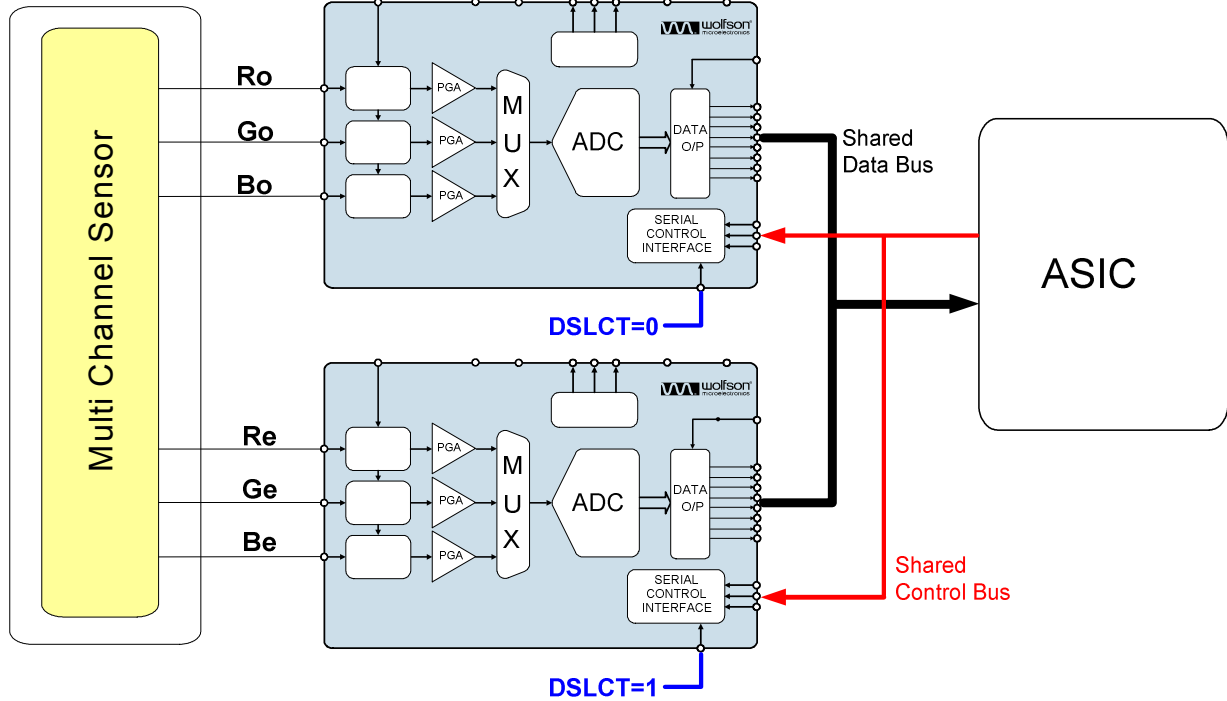 Multi Channel Sensor
Ro
Go
Bo
PGA
PGA
PGA
MUX
ADC
DATA
O/P
wolfson
microelectronics
SERIAL
CONTROL
INTERFACE
DSLCT=0
Shared
Data Bus
ASIC
Re
Ge
Be
PGA
PGA
PGA
MUX
ADC
DATA
O/P
wolfson
microelectronics
SERIAL
CONTROL
INTERFACE
DSLCT=1
Shared
Control Bus